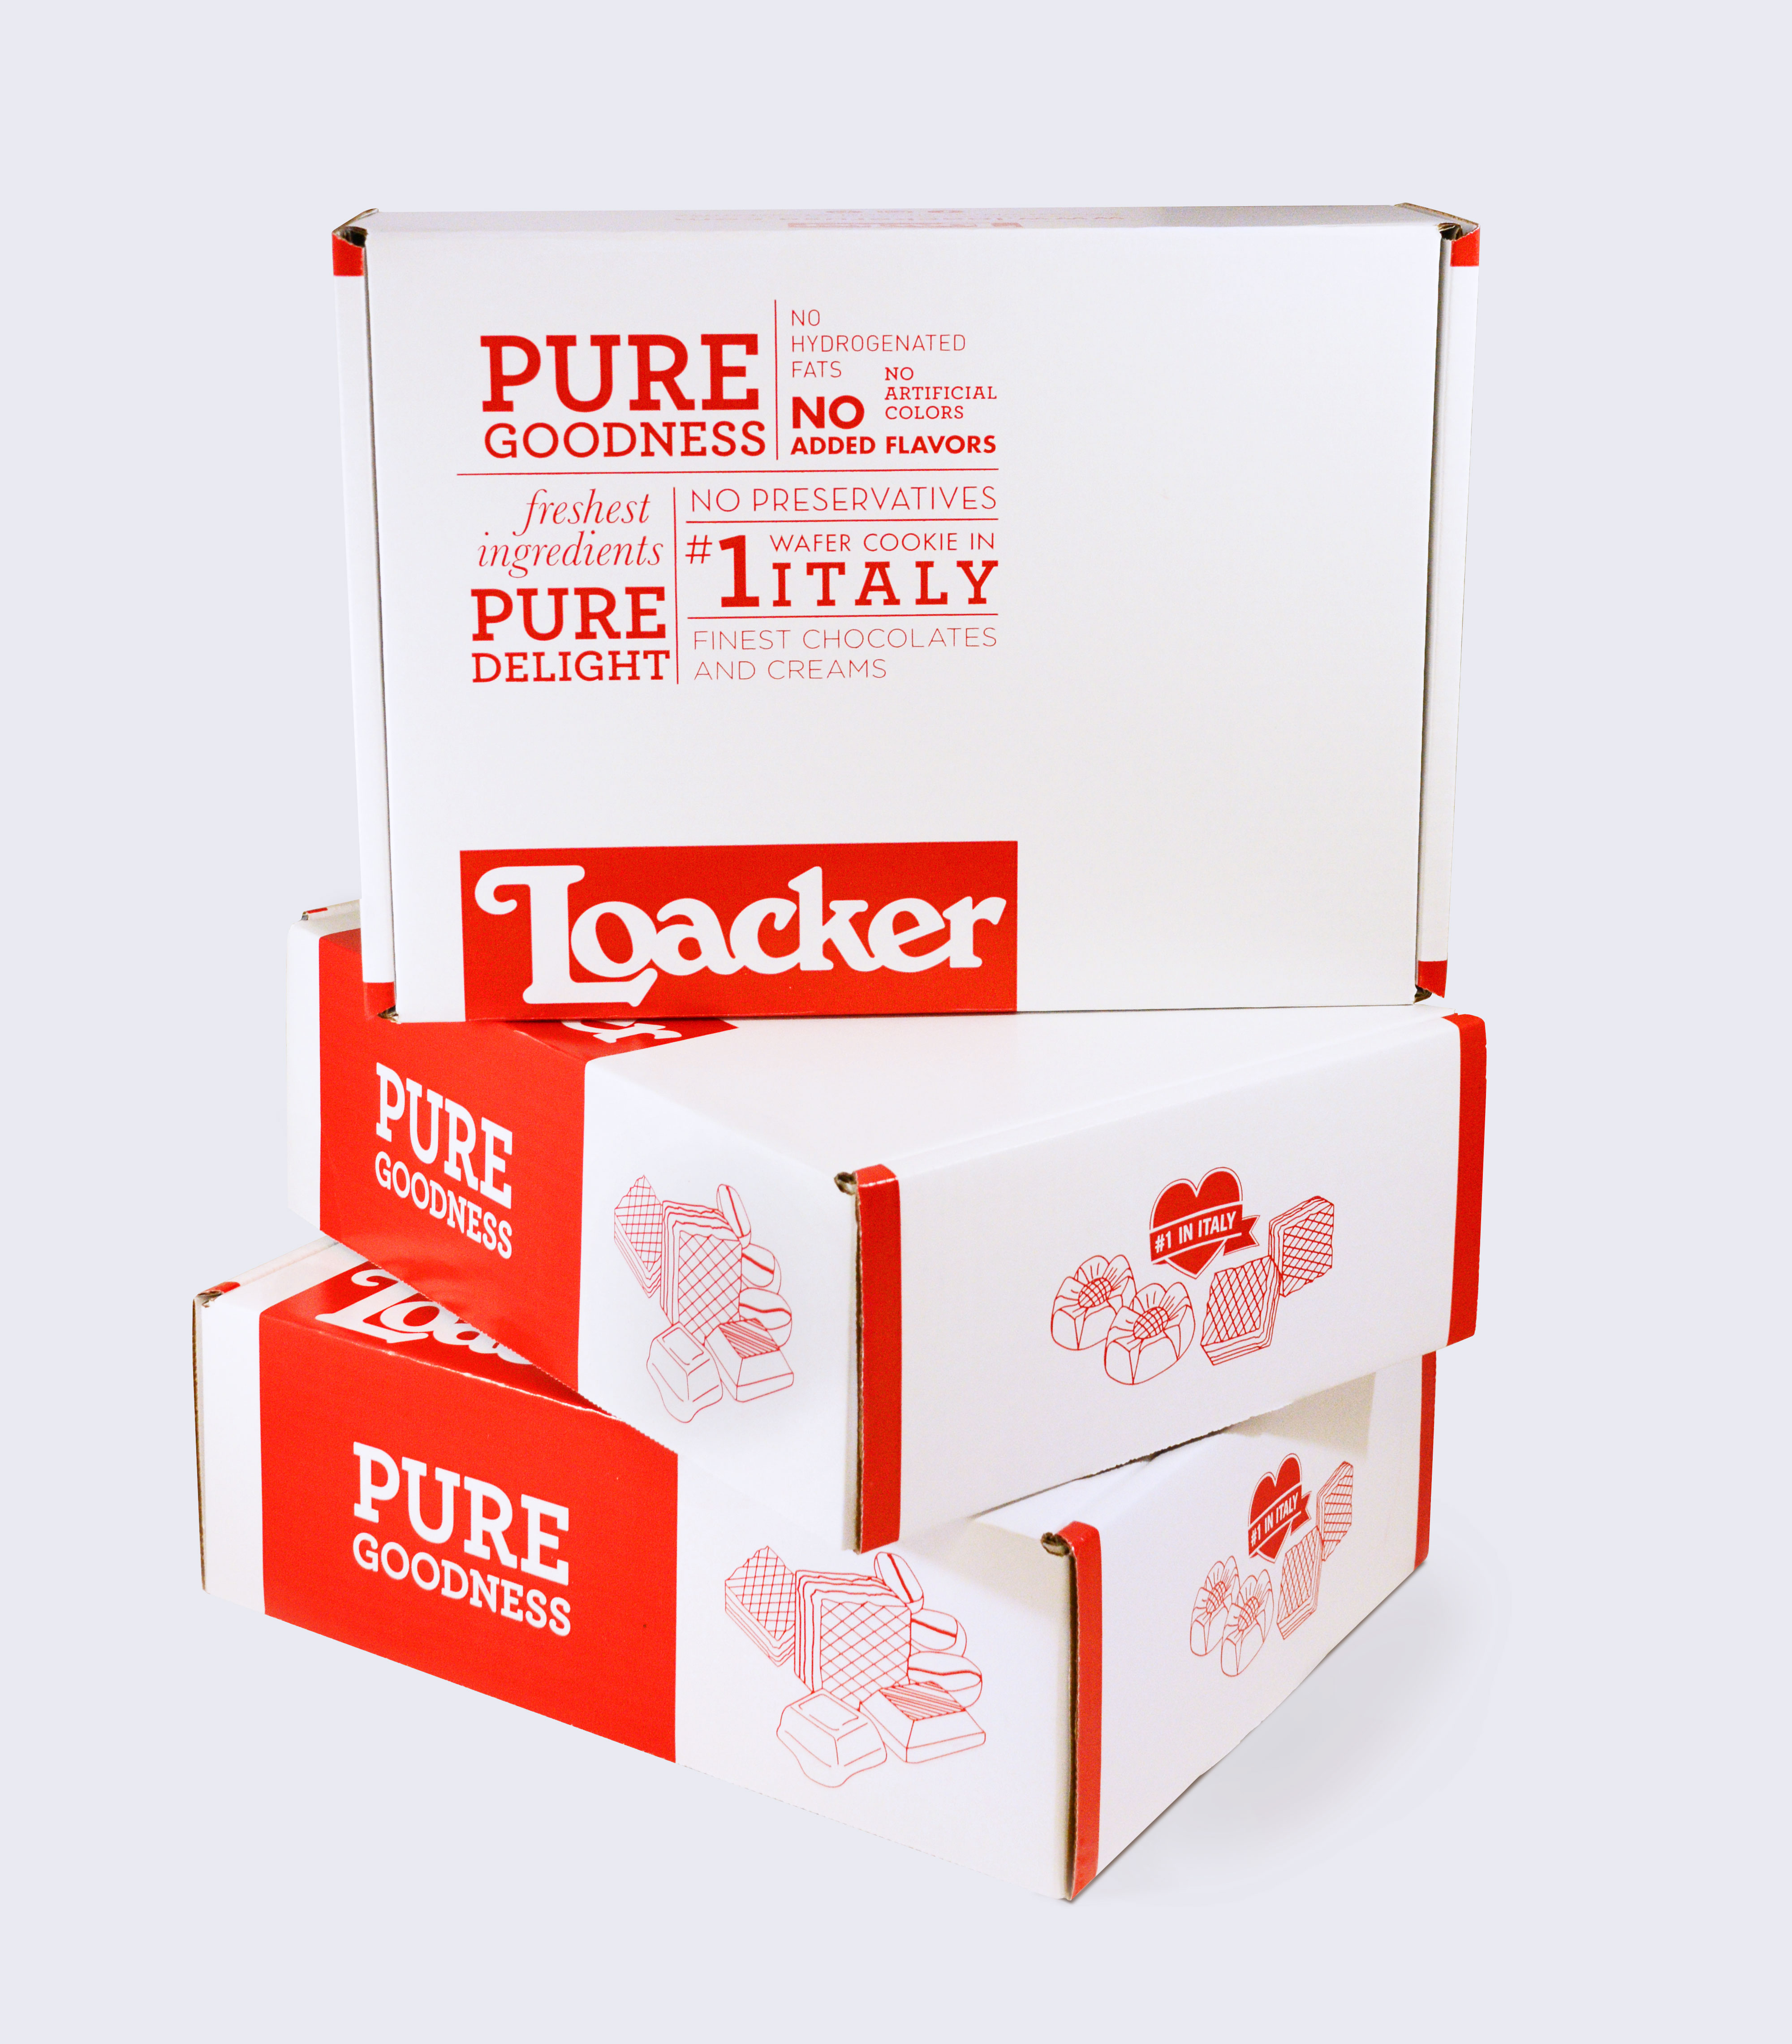 PURE
GOODNESS
NO
HYDROGENATED
FATS
NO
ARTIFICIAL
COLORS
NO
ADDED FLAVORS
freshest
ingredients
PURE
DELIGHT
NO PRESERVATIVES
#1 WAFER COOKIE IN
ITALY
FINEST CHOCOLATES
AND CREAMS
Loacker
PURE
GOODNESS
#1 IN ITALY
PURE
GOODNESS
#1 IN ITALY